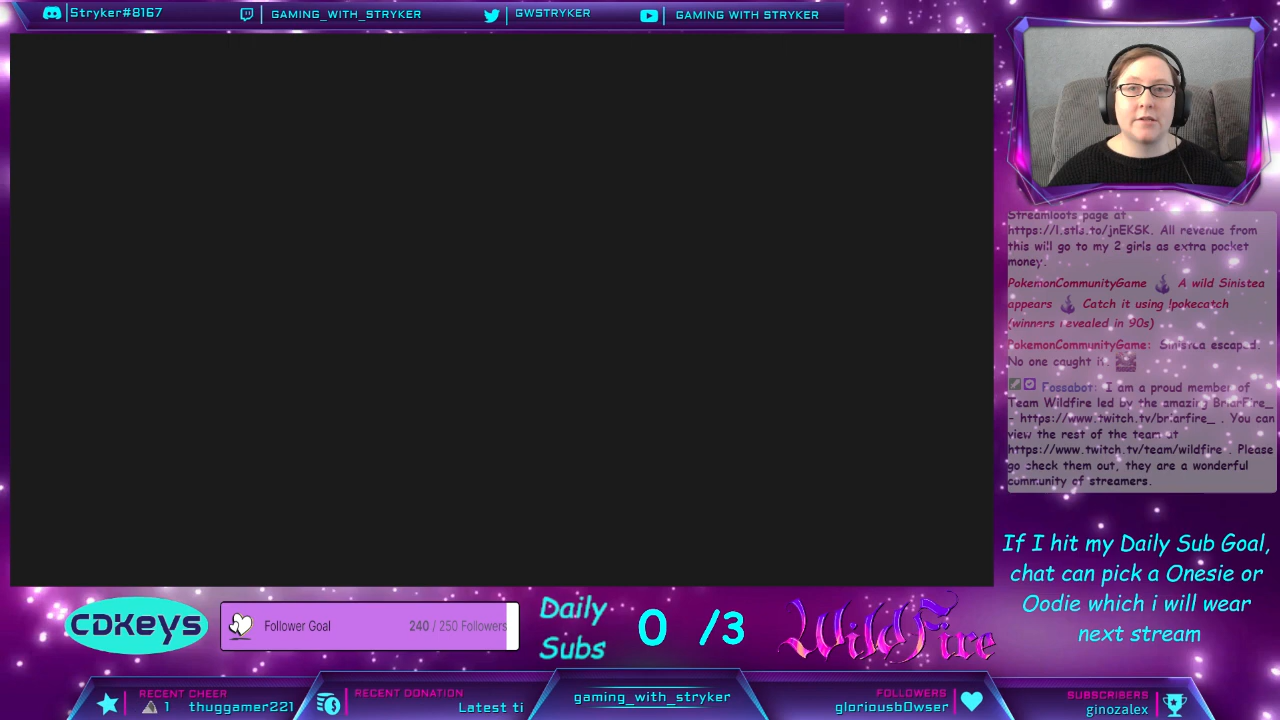 Stryker#8167
GAMING_WITH_STRYKER
GWSTRYKER
GAMING WITH STRYKER
Streamloots page at
https://l.stls.to/jnEKSK. All revenue from
this will go to my 2 girls as extra pocket
money.
PokemonCommunityGame A wild Sinistea
appears Catch it using !pokecatch
(winners revealed in 90s)
PokemonCommunityGame: Sinistea escaped.
No one caught it.
Fossabot: I am a proud member of
Team Wildfire led by the amazing BriarFire_
- https://www.twitch.tv/briarfire_ . You can
view the rest of the team at
https://www.twitch.tv/team/wildfire . Please
go check them out, they are a wonderful
community of streamers.
If I hit my Daily Sub Goal,
chat can pick a Onesie or
Oodie which i will wear
next stream
CDKeys
Follower Goal 240 / 250 Followers
Daily
Subs
0 /3
WildFire
RECENT CHEER
1 thuggamer221
RECENT DONATION
Latest ti
gaming_with_stryker
FOLLOWERS
gloriousb0wser
SUBSCRIBERS
ginozalex